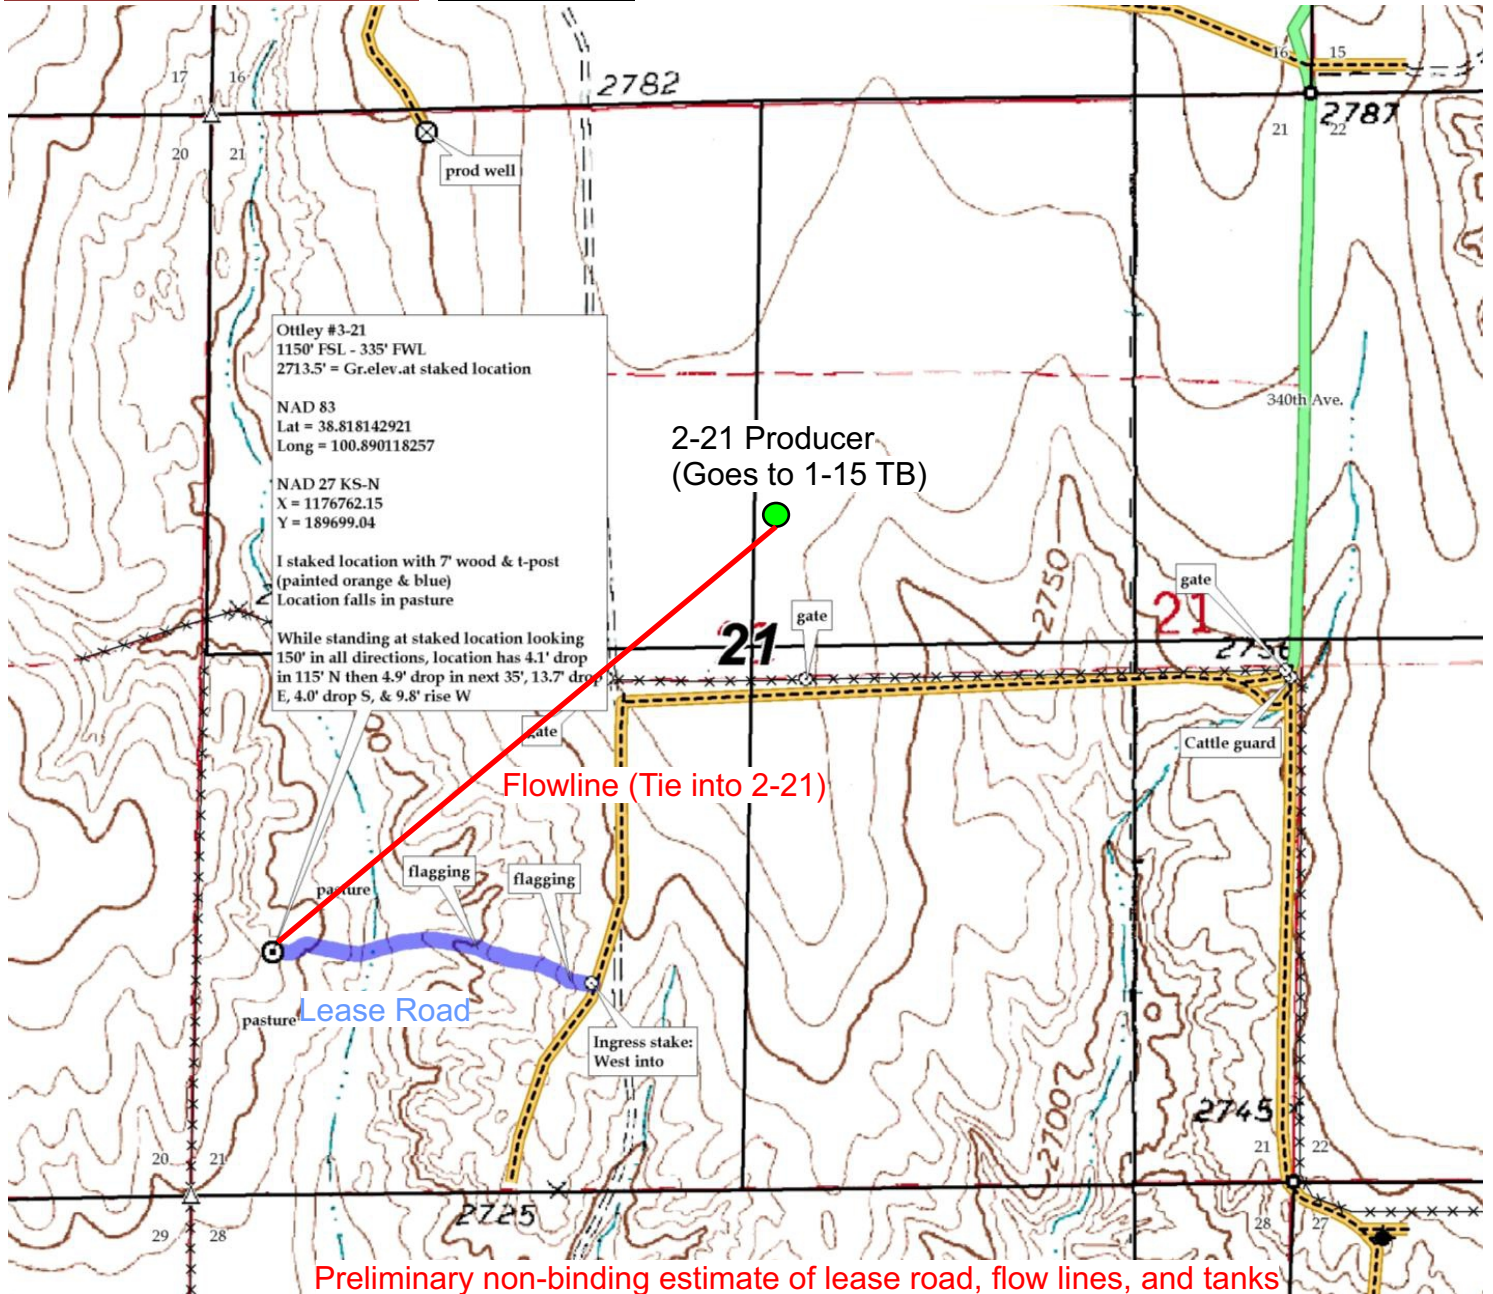 17
16
2782
16
15
2787
21
22
20
21
prod well
Ottley #3-21
1150' FSL - 335' FWL
2713.5' = Gr.elev.at staked location
NAD 83
Lat = 38.818142921
Long = 100.890118257
NAD 27 KS-N
X = 1176762.15
Y = 189699.04
I staked location with 7' wood & t-post
(painted orange & blue)
Location falls in pasture
While standing at staked location looking
150' in all directions, location has 4.1' drop
in 115' N then 4.9' drop in next 35', 13.7' drop
E, 4.0' drop S, & 9.8' rise W
340th Ave.
2-21 Producer
(Goes to 1-15 TB)
2750
gate
gate
21
21
gate
Cattle guard
Flowline (Tie into 2-21)
flagging
flagging
pasture
pasture
Lease Road
Ingress stake:
West into
2700
2745
20
21
21
22
2725
29
28
28
27
Preliminary non-binding estimate of lease road, flow lines, and tanks